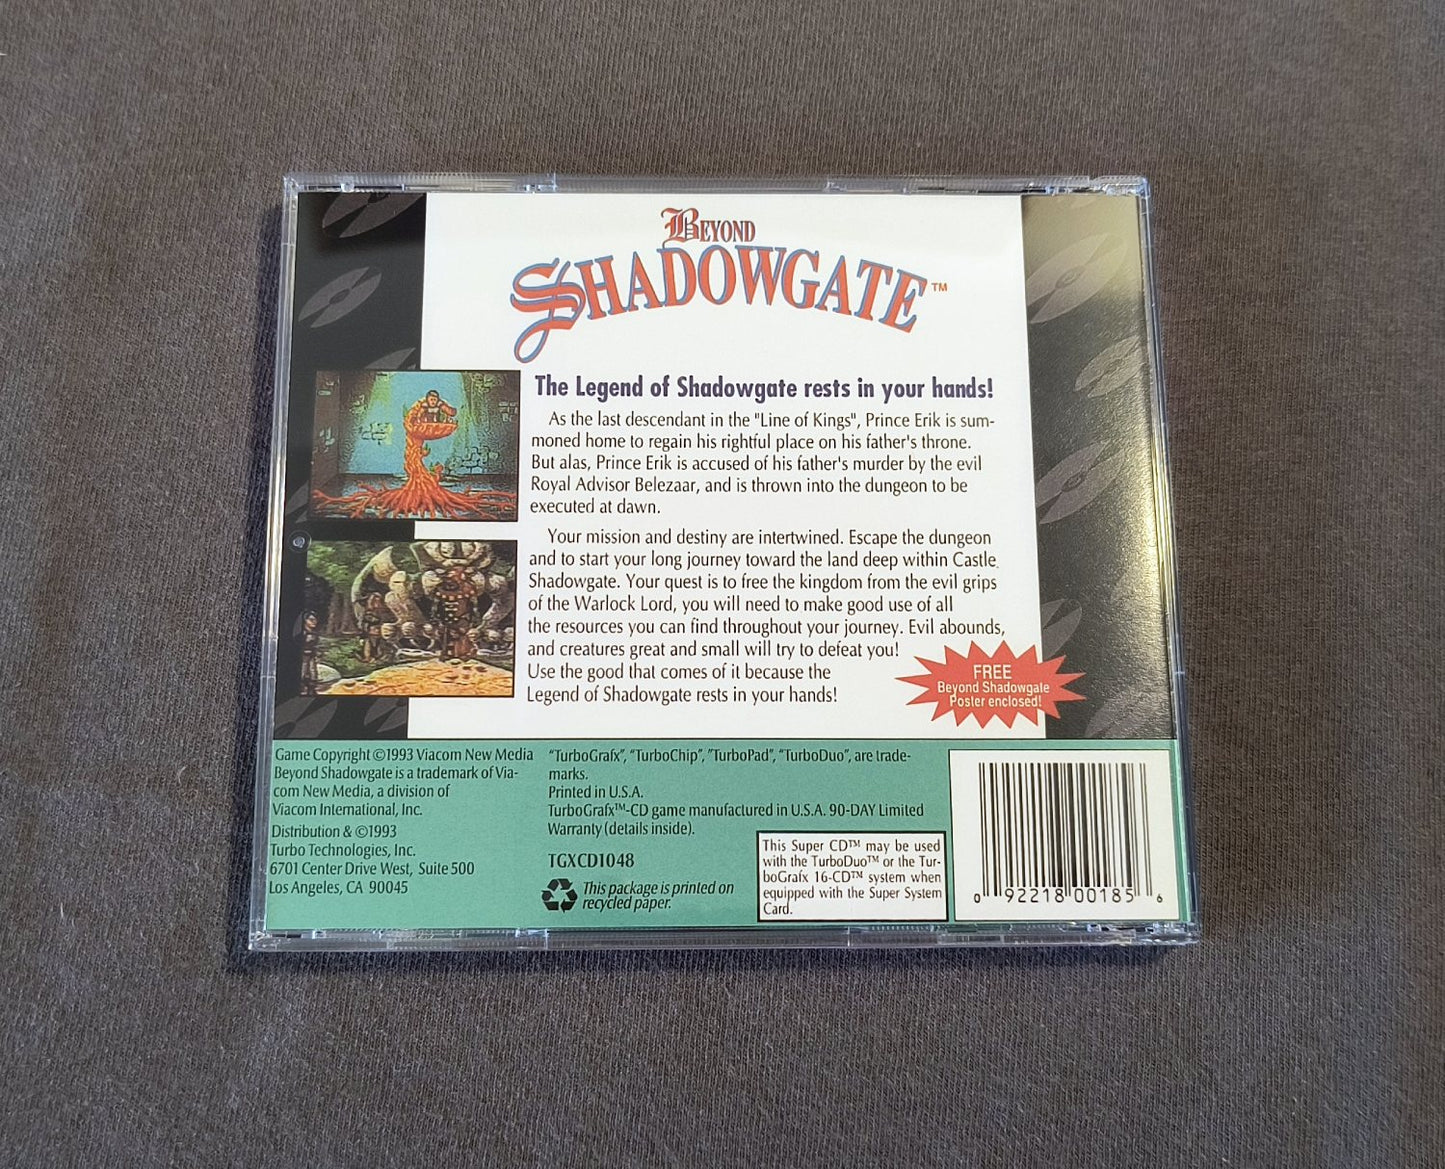 BEYOND
SHADOWGATE™
The Legend of Shadowgate rests in your hands!
As the last descendant in the "Line of Kings", Prince Erik is sum-
moned home to regain his rightful place on his father's throne.
But alas, Prince Erik is accused of his father's murder by the evil
Royal Advisor Belezaar, and is thrown into the dungeon to be
executed at dawn.
Your mission and destiny are intertwined. Escape the dungeon
and to start your long journey toward the land deep within Castle
Shadowgate. Your quest is to free the kingdom from the evil grips
of the Warlock Lord, you will need to make good use of all
the resources you can find throughout your journey. Evil abounds,
and creatures great and small will try to defeat you!
Use the good that comes of it because the
Legend of Shadowgate rests in your hands!
FREE
Beyond Shadowgate
Poster enclosed!
Game Copyright ©1993 Viacom New Media
Beyond Shadowgate is a trademark of Via-
com New Media, a division of
Viacom International, Inc.
Distribution & ©1993
Turbo Technologies, Inc.
6701 Center Drive West, Suite 500
Los Angeles, CA 90045
"TurboGrafx", "TurboChip", "TurboPad", "TurboDuo", are trade-
marks.
Printed in U.S.A.
TurboGrafx™-CD game manufactured in U.S.A. 90-DAY Limited
Warranty (details inside).
TGXCD1048
This package is printed on
recycled paper.
This Super CD™ may be used
with the TurboDuo™ or the Tur-
boGrafx 16-CD™ system when
equipped with the Super System
Card.
0 92218 00185 6